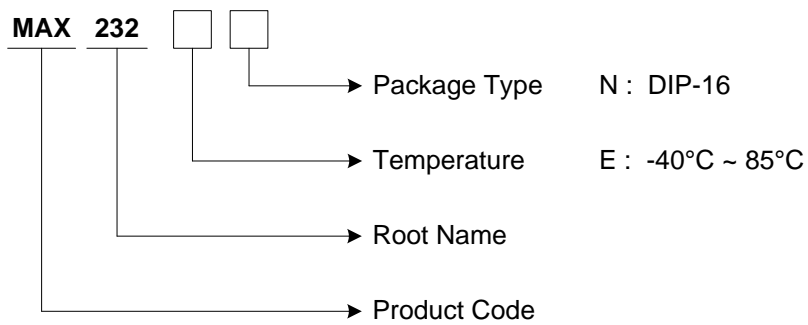 MAX 232
Package Type N : DIP-16
Temperature E : -40°C ~ 85°C
Root Name
Product Code